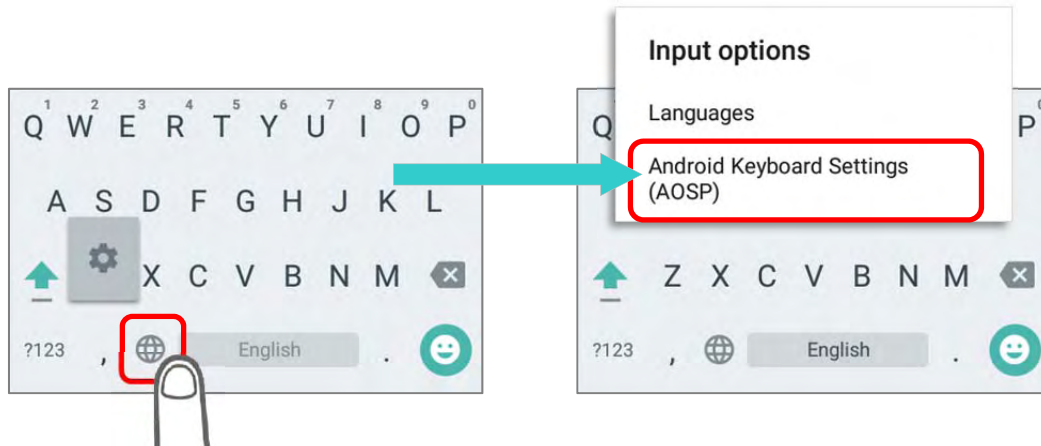 1 2 3 4 5 6 7 8 9 0
Q W E R T Y U I O P
A S D F G H J K L
X C V B N M
?123 , English .
Input options
Languages
Android Keyboard Settings
(AOSP)
Q P
Z X C V B N M
?123 , English .